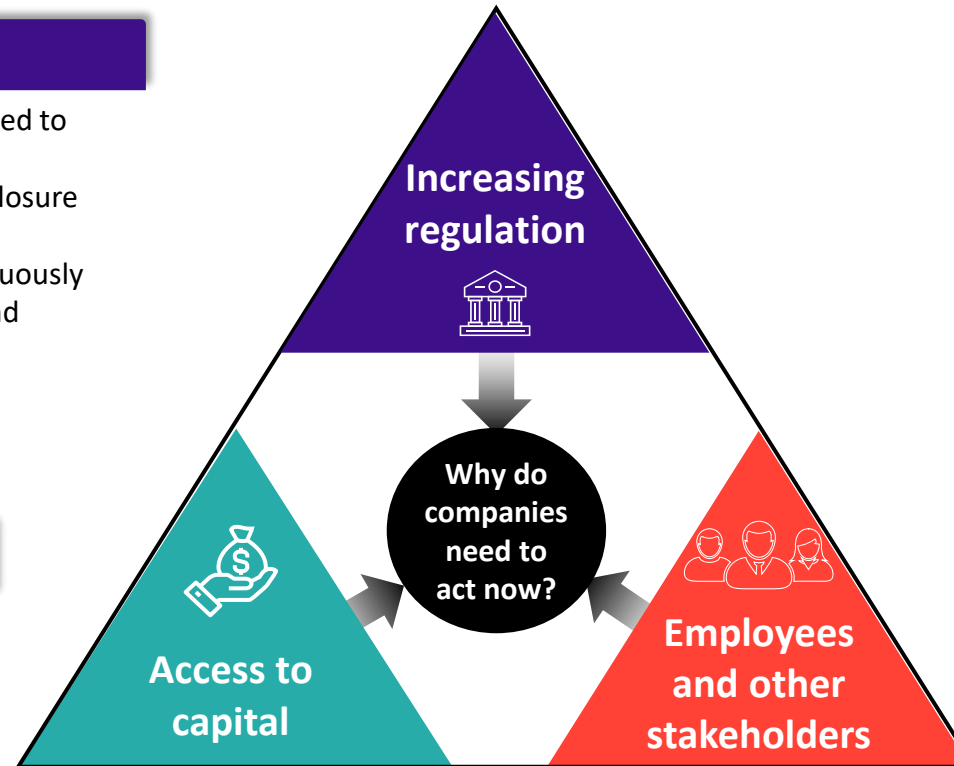 ed to
losure
uously
nd
Increasing
regulation
Why do
companies
need to
act now?
Access to
capital
Employees
and other
stakeholders